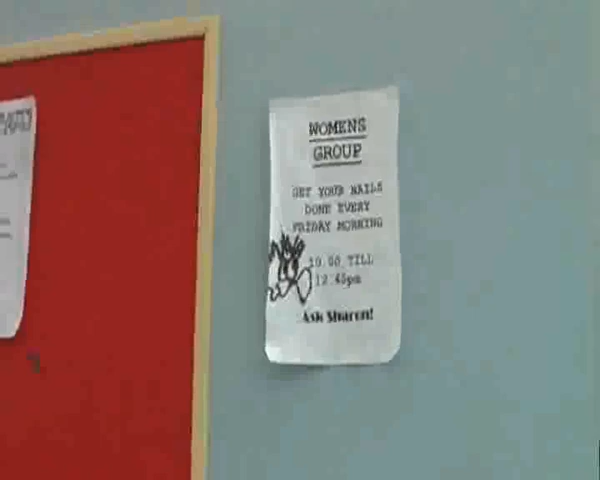 WOMENS
GROUP
GET YOUR NAILS
DONE EVERY
FRIDAY MORNING
10.00 TILL
12.45pm
Ask Sharon!